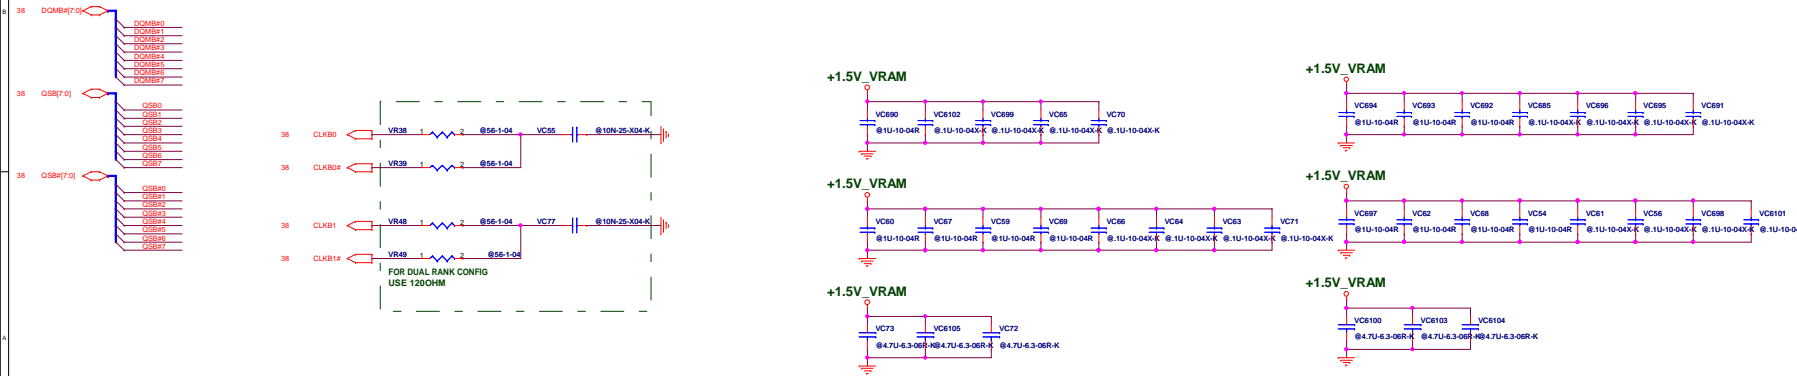 B
38 DQMB#[7:0]
DQMB#0
DQMB#1
DQMB#2
DQMB#3
DQMB#4
DQMB#5
DQMB#6
DQMB#7
38 QSB[7:0]
QSB0
QSB1
QSB2
QSB3
QSB4
QSB5
QSB6
QSB7
38 QSB#[7:0]
QSB#0
QSB#1
QSB#2
QSB#3
QSB#4
QSB#5
QSB#6
QSB#7
A
38 CLKB0 VR38 1 2 @56-1-04 VC55 @10N-25-X04-K
38 CLKB0# VR39 1 2 @56-1-04
38 CLKB1 VR48 1 2 @56-1-04 VC77 @10N-25-X04-K
38 CLKB1# VR49 1 2 @56-1-04
FOR DUAL RANK CONFIG
USE 120OHM
+1.5V_VRAM
VC690 VC6102 VC699 VC65 VC70
@1U-10-04R @.1U-10-04X-K @.1U-10-04X-K @.1U-10-04X-K @.1U-10-04X-K
+1.5V_VRAM
VC60 VC67 VC59 VC69 VC66 VC64 VC63 VC71
@1U-10-04R @1U-10-04R @1U-10-04R @1U-10-04R @.1U-10-04X-K @.1U-10-04X-K @.1U-10-04X-K @.1U-10-04X-K
+1.5V_VRAM
VC73 VC6105 VC72
@4.7U-6.3-06R-K @4.7U-6.3-06R-K @4.7U-6.3-06R-K
+1.5V_VRAM
VC694 VC693 VC692 VC685 VC696 VC695 VC691
@1U-10-04R @1U-10-04R @1U-10-04R @.1U-10-04X-K @.1U-10-04X-K @.1U-10-04X-K @.1U-10-04X-K
+1.5V_VRAM
VC697 VC62 VC68 VC54 VC61 VC56 VC698 VC6101
@1U-10-04R @1U-10-04R @1U-10-04R @1U-10-04R @.1U-10-04X-K @.1U-10-04X-K @.1U-10-04X-K @.1U-10-0
+1.5V_VRAM
VC6100 VC6103 VC6104
@4.7U-6.3-06R-K @4.7U-6.3-06R-K @4.7U-6.3-06R-K